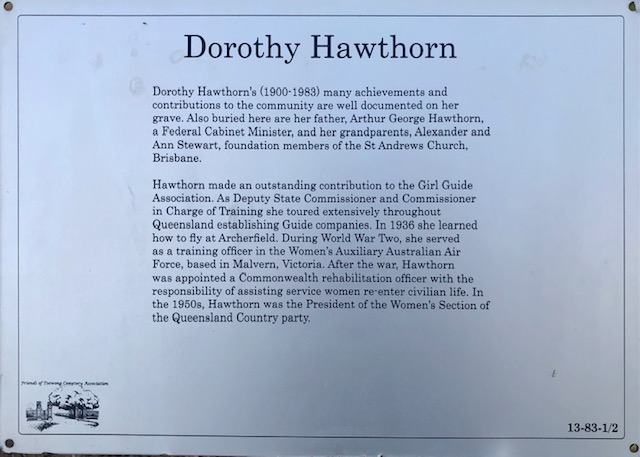 Dorothy Hawthorn
Dorothy Hawthorn's (1900-1983) many achievements and
contributions to the community are well documented on her
grave. Also buried here are her father, Arthur George Hawthorn,
a Federal Cabinet Minister, and her grandparents, Alexander and
Ann Stewart, foundation members of the St Andrews Church,
Brisbane.
Hawthorn made an outstanding contribution to the Girl Guide
Association. As Deputy State Commissioner and Commissioner
in Charge of Training she toured extensively throughout
Queensland establishing Guide companies. In 1936 she learned
how to fly at Archerfield. During World War Two, she served
as a training officer in the Women's Auxiliary Australian Air
Force, based in Malvern, Victoria. After the war, Hawthorn
was appointed a Commonwealth rehabilitation officer with the
responsibility of assisting service women re-enter civilian life. In
the 1950s, Hawthorn was the President of the Women's Section of
the Queensland Country party.
Friends of Toowong Cemetery Association
13-83-1/2